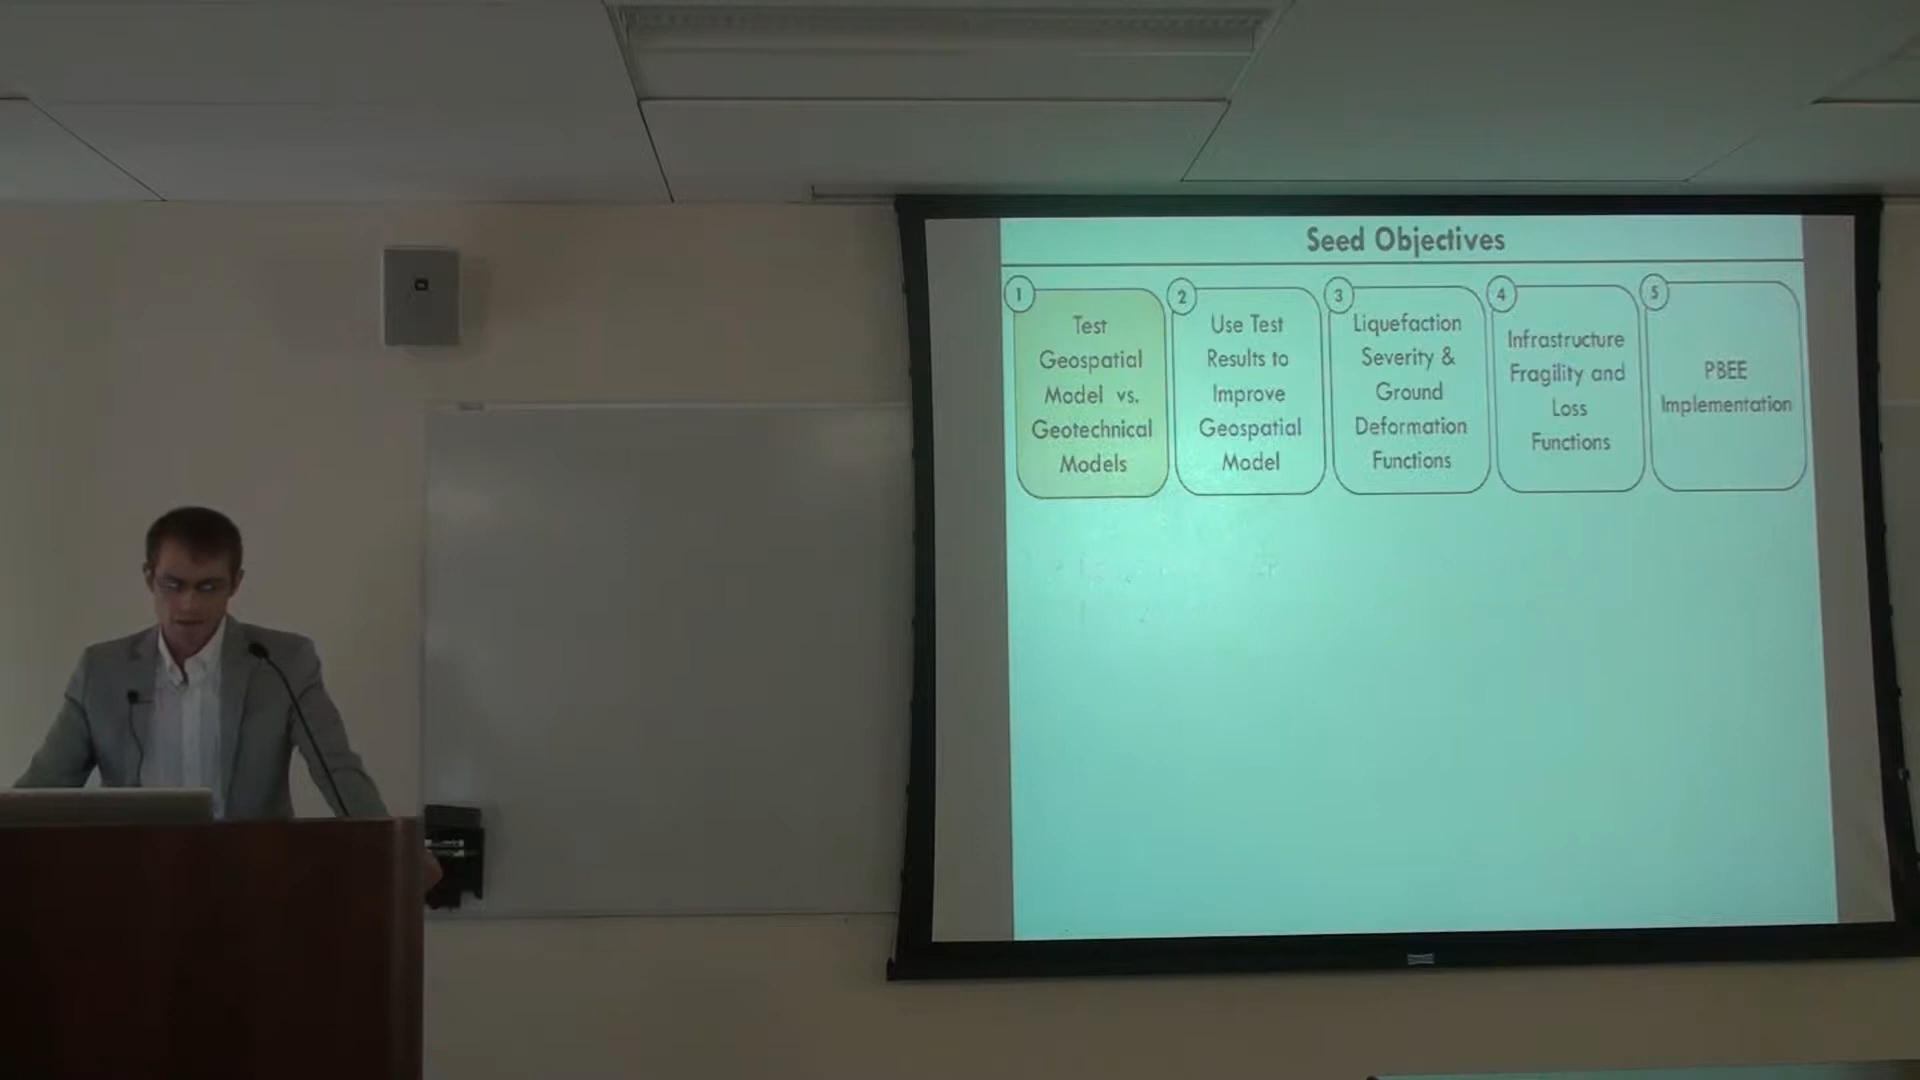 Seed Objectives
1
Test
Geospatial
Model vs.
Geotechnical
Models
2
Use Test
Results to
Improve
Geospatial
Model
3
Liquefaction
Severity &
Ground
Deformation
Functions
4
Infrastructure
Fragility and
Loss
Functions
5
PBEE
Implementation